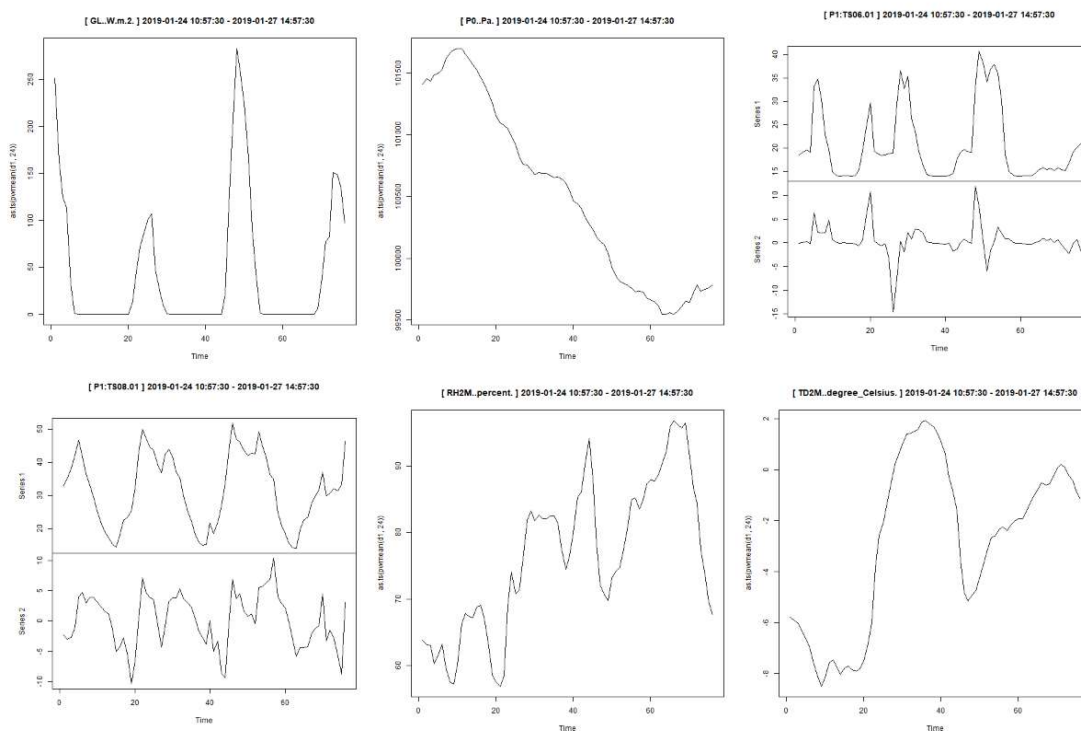 [ GL..W.m.2. ] 2019-01-24 10:57:30 - 2019-01-27 14:57:30
as.ts(pwmean(d1, 24))
0 50 100 150 200 250
0 20 40 60
Time
[ P0..Pa. ] 2019-01-24 10:57:30 - 2019-01-27 14:57:30
as.ts(pwmean(d1, 24))
99500 100000 100500 101000 101500
0 20 40 60
Time
[ P1:TS06.01 ] 2019-01-24 10:57:30 - 2019-01-27 14:57:30
Series 1
15 20 25 30 35 40
Series 2
-15 -10 -5 0 5 10
0 20 40 60
Time
[ P1:TS08.01 ] 2019-01-24 10:57:30 - 2019-01-27 14:57:30
Series 1
20 30 40 50
Series 2
-10 -5 0 5 10
0 20 40 60
Time
[ RH2M..percent. ] 2019-01-24 10:57:30 - 2019-01-27 14:57:30
as.ts(pwmean(d1, 24))
60 70 80 90
0 20 40 60
Time
[ TD2M..degree_Celsius. ] 2019-01-24 10:57:30 - 2019-01-27 14:57:30
as.ts(pwmean(d1, 24))
-8 -6 -4 -2 0 2
0 20 40 60
Time